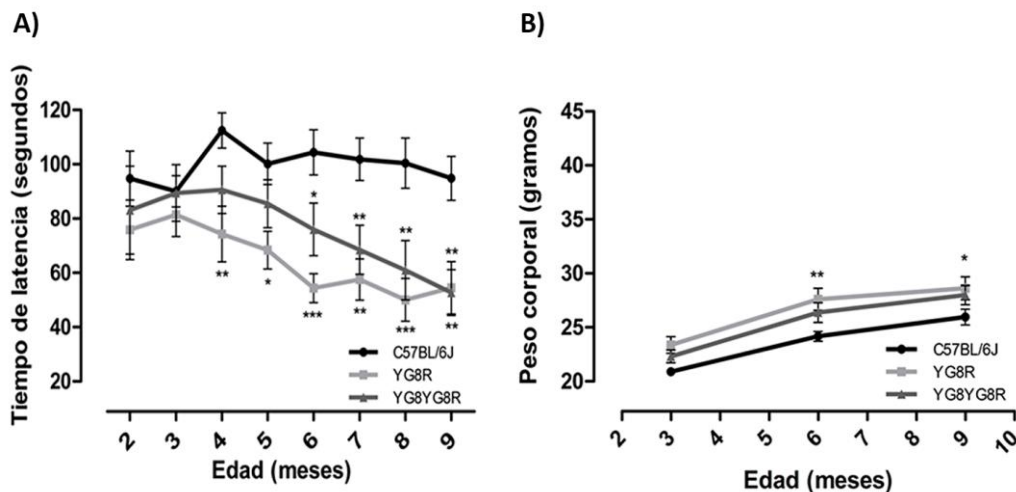 A)
Tiempo de latencia (segundos)
120
100
80
60
40
20
*
**
**
**
**
*
***
**
***
**
C57BL/6J
YG8R
YG8YG8R
2 3 4 5 6 7 8 9
Edad (meses)
B)
Peso corporal (gramos)
45
40
35
30
25
20
**
*
C57BL/6J
YG8R
YG8YG8R
2 3 4 5 6 7 8 9 10
Edad (meses)